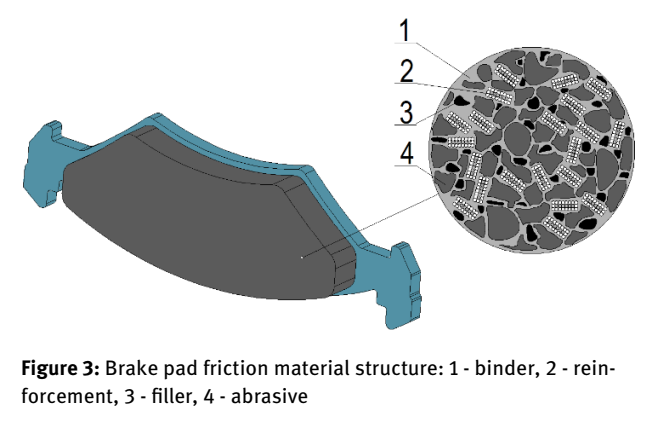 1
2
3
4
Figure 3: Brake pad friction material structure: 1 - binder, 2 - rein-
forcement, 3 - filler, 4 - abrasive